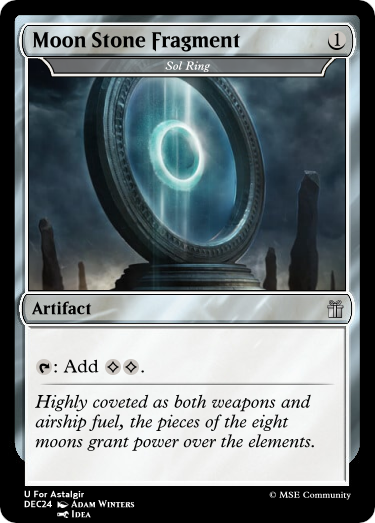 Moon Stone Fragment 1
Sol Ring
Artifact
: Add .
Highly coveted as both weapons and
airship fuel, the pieces of the eight
moons grant power over the elements.
U For Astalgir © MSE Community
DEC24 Adam Winters
Idea